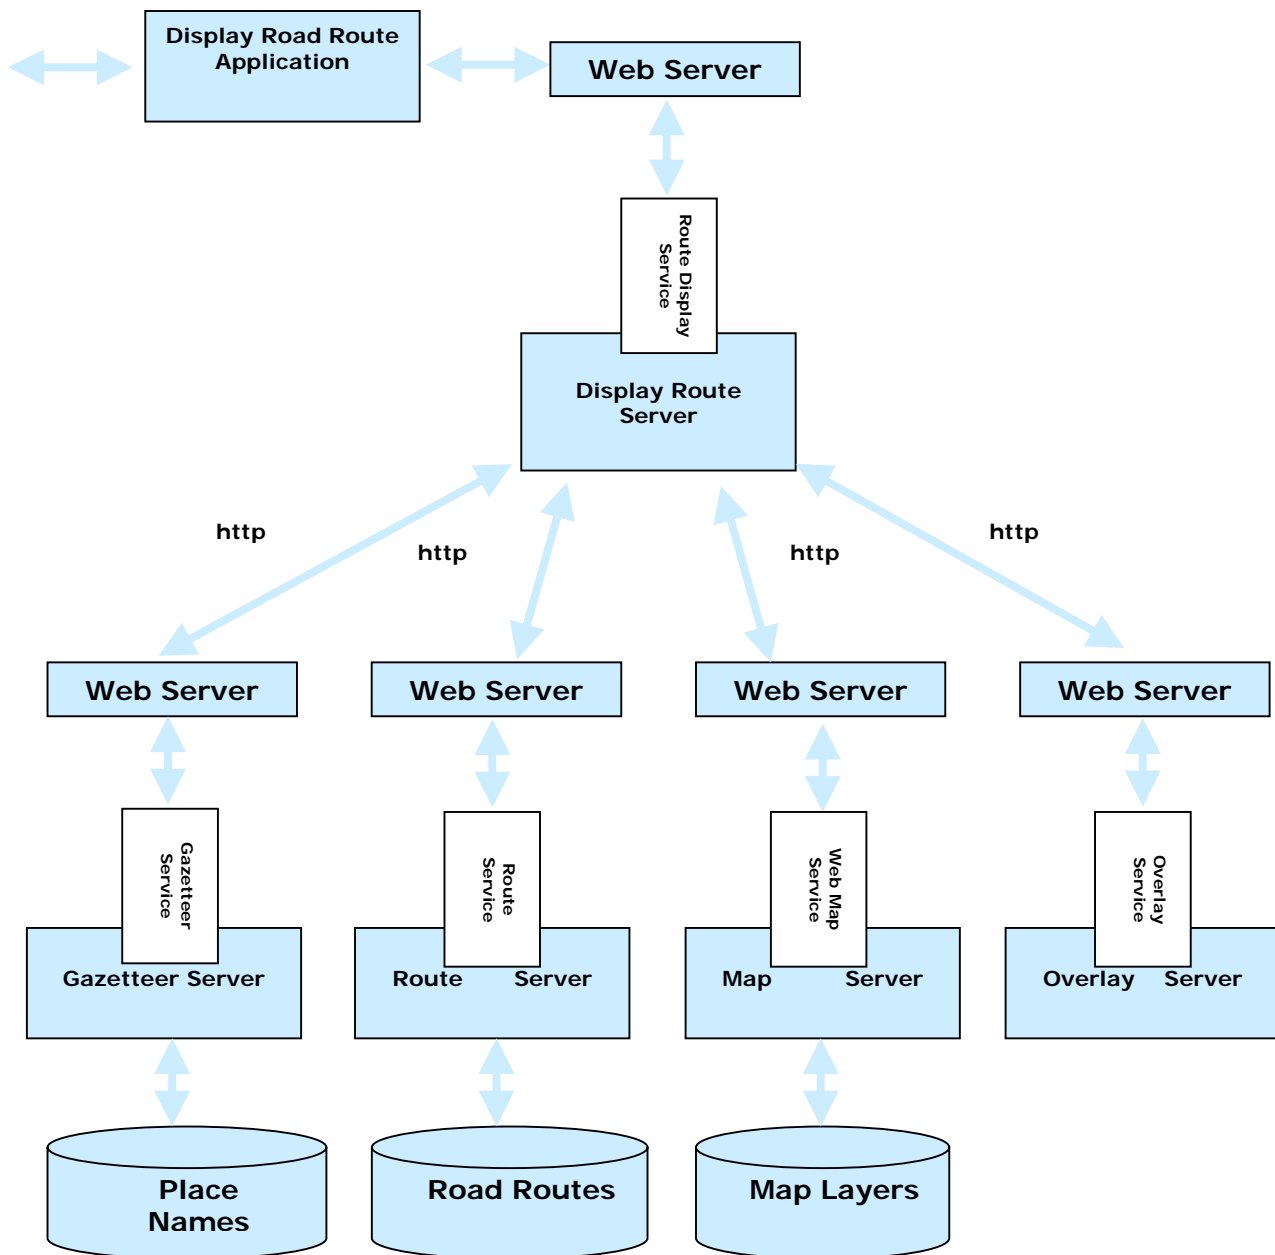 Display Road Route
Application
Web Server
Route Display
Service
Display Route
Server
http
http
http
http
Web Server
Web Server
Web Server
Web Server
Gazetteer
Service
Route
Service
Web Map
Service
Overlay
Service
Gazetteer Server
Route Server
Map Server
Overlay Server
Place
Names
Road Routes
Map Layers